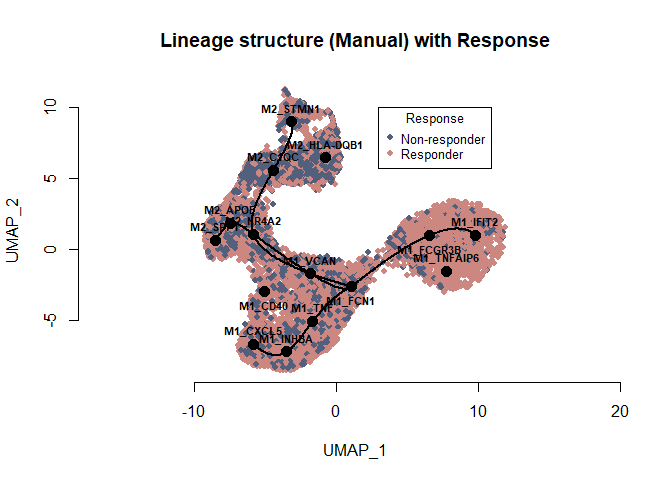 Lineage structure (Manual) with Response
M2_STMN1
M2_HLA-DQB1
M2_C1QC
M2_APOE
NR4A2
M1_VCAN
M1_FCN1
M1_CD40
M1_TNF
M1_CXCL5
M1_INHBA
M1_IFIT2
M1_FCGR3B
M1_TNFAIP6
Response
Non-responder
Responder
10
5
0
-5
UMAP_2
-10
0
10
20
UMAP_1